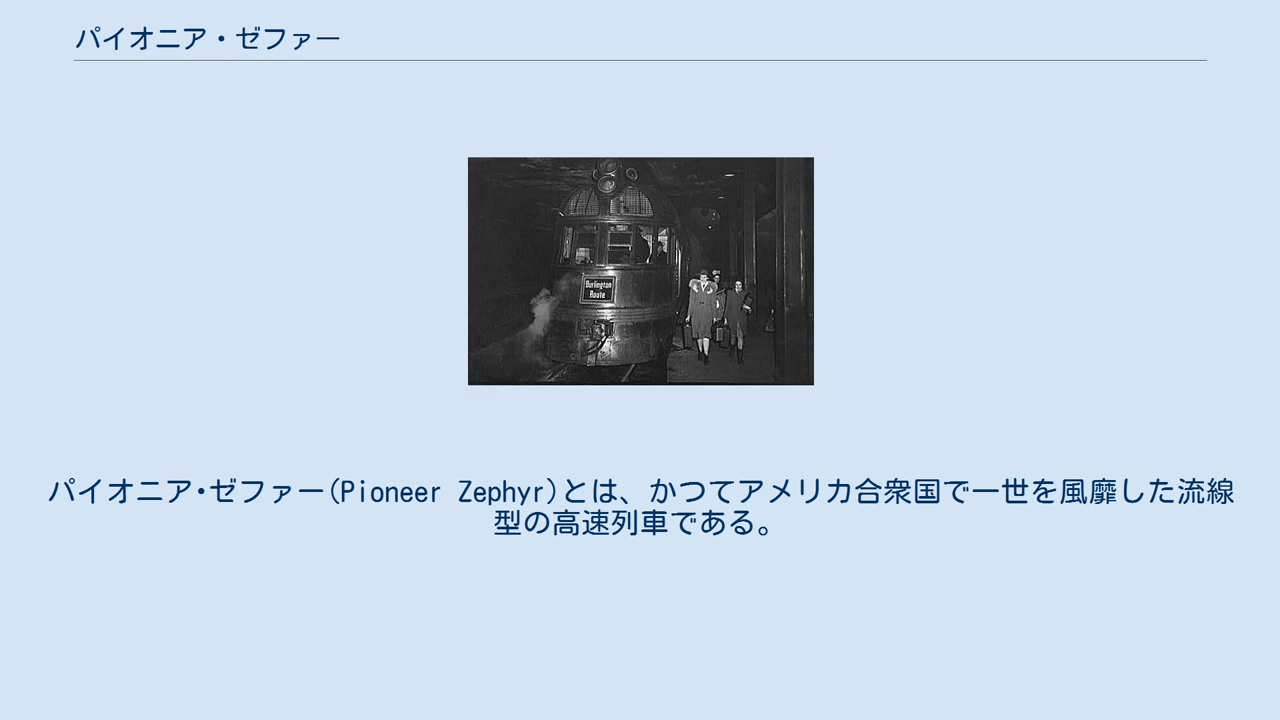 パイオニア・ゼファー
Burlington
Route
パイオニア・ゼファー(Pioneer Zephyr)とは、かつてアメリカ合衆国で一世を風靡した流線
型の高速列車である。